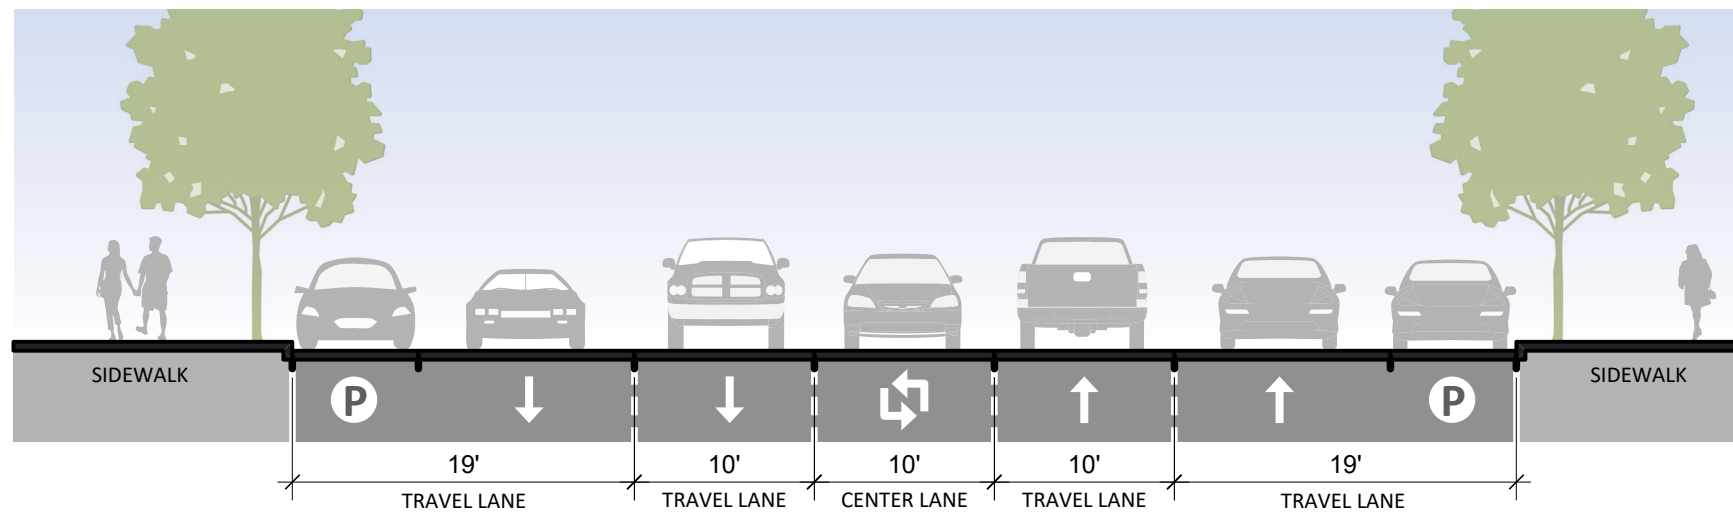 SIDEWALK
SIDEWALK
P
P
19'
10'
10'
10'
19'
TRAVEL LANE
TRAVEL LANE
CENTER LANE
TRAVEL LANE
TRAVEL LANE